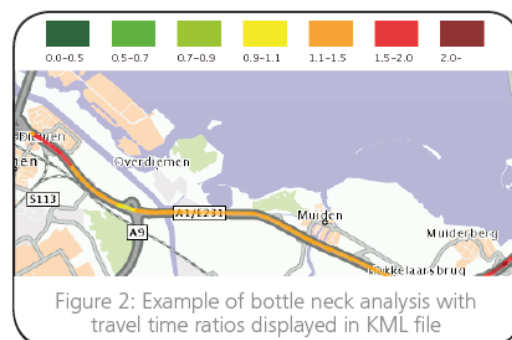 0.0-0.5 0.5-0.7 0.7-0.9 0.9-1.1 1.1-1.5 1.5-2.0 2.0-
Diemen
Overdiemen
S113
A1/E231
Muiden
A9
Muiderberg
Figure 2: Example of bottle neck analysis with
travel time ratios displayed in KML file